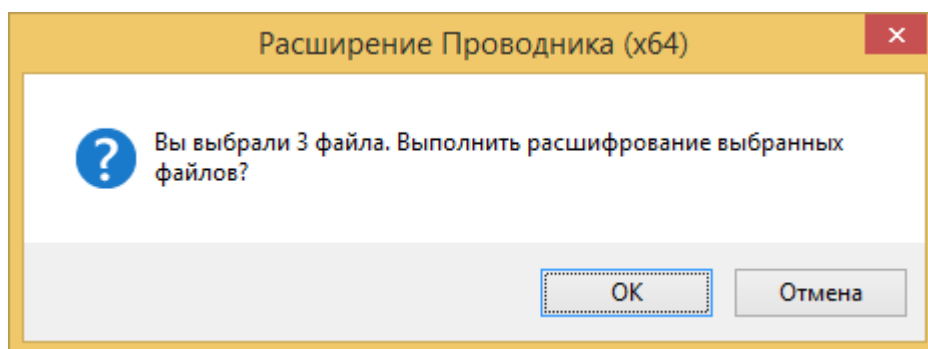 Расширение Проводника (x64)
Вы выбрали 3 файла. Выполнить расшифрование выбранных
файлов?
OK
Отмена